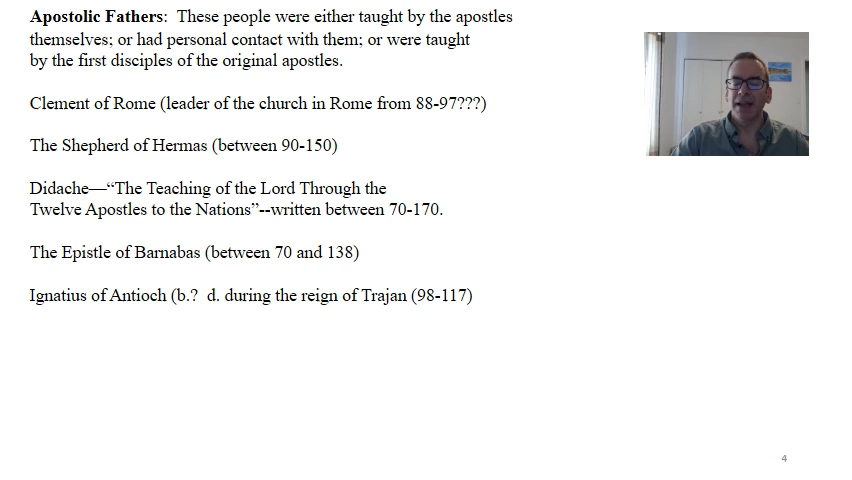 Apostolic Fathers:  These people were either taught by the apostles
themselves; or had personal contact with them; or were taught
by the first disciples of the original apostles.
Clement of Rome (leader of the church in Rome from 88-97???)
The Shepherd of Hermas (between 90-150)
Didache—“The Teaching of the Lord Through the
Twelve Apostles to the Nations”--written between 70-170.
The Epistle of Barnabas (between 70 and 138)
Ignatius of Antioch (b.?  d. during the reign of Trajan (98-117)
4